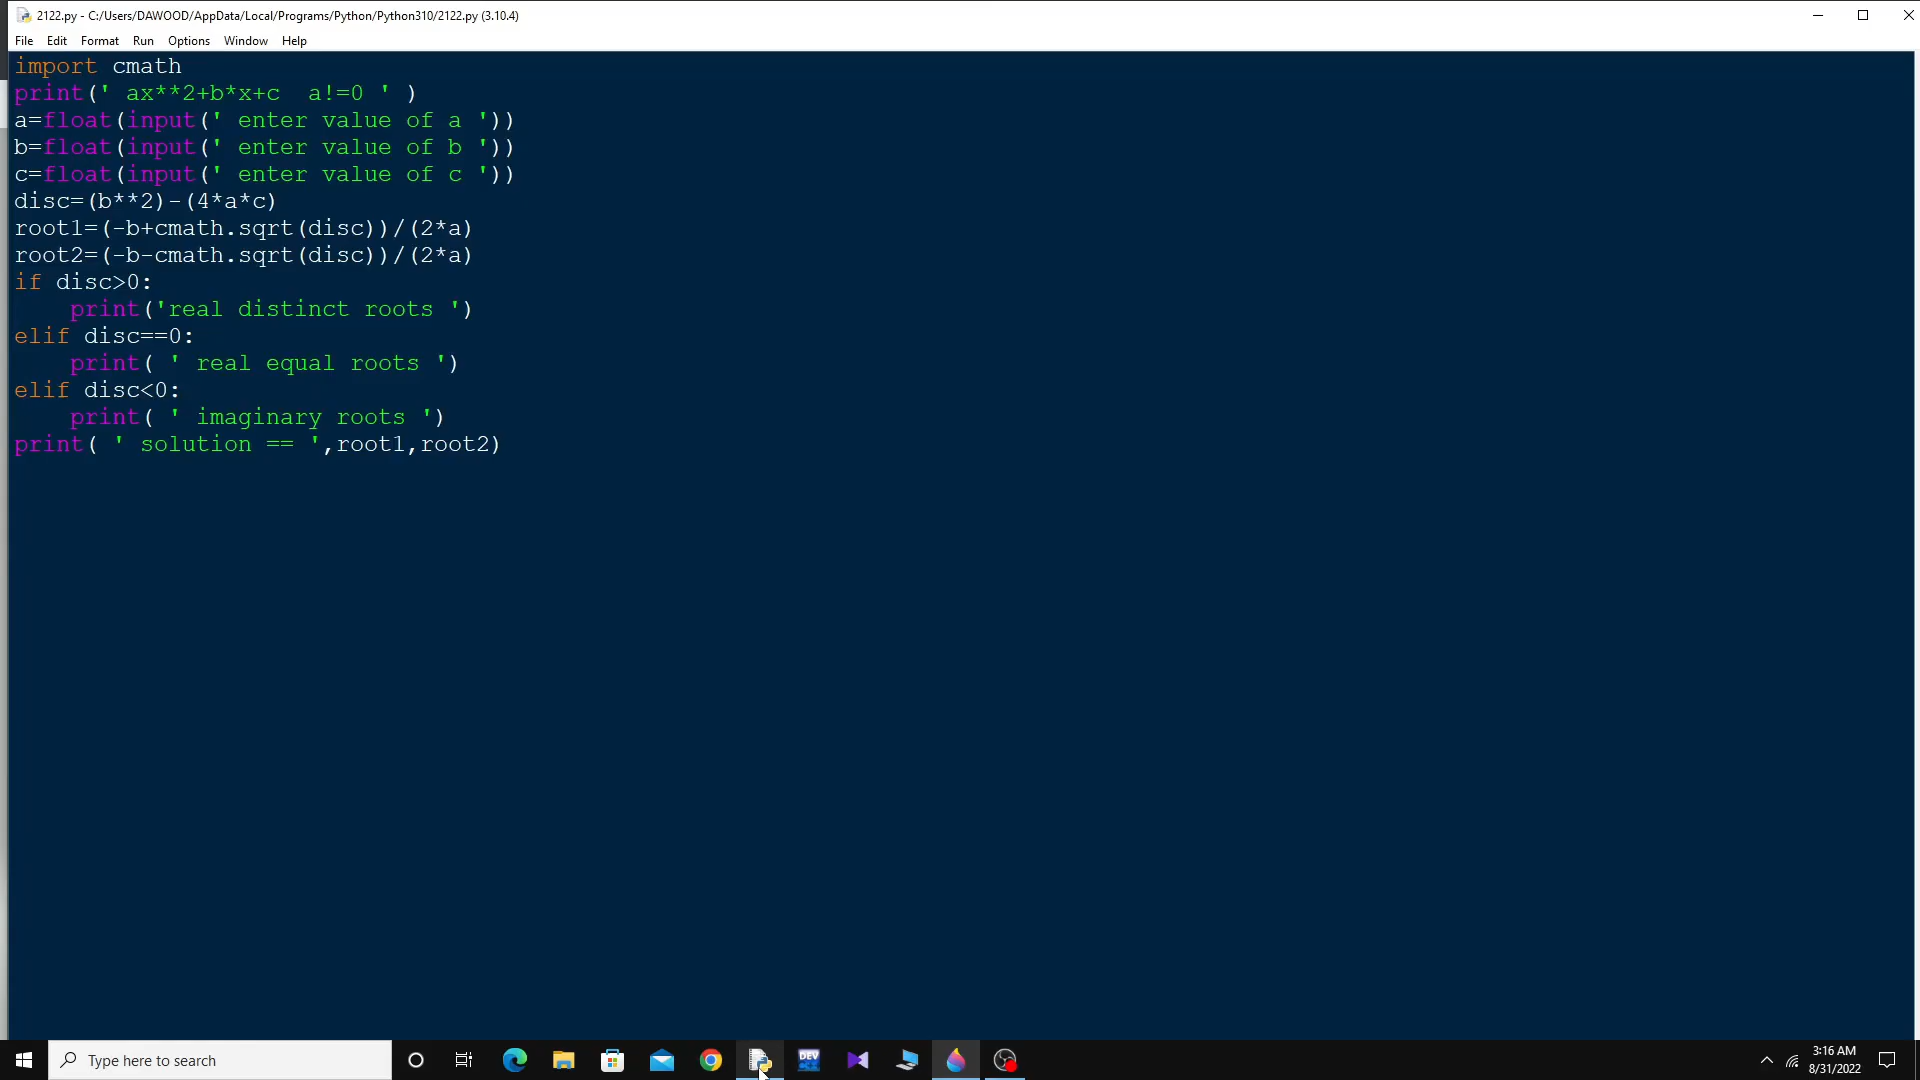 2122.py - C:/Users/DAWOOD/AppData/Local/Programs/Python/Python310/2122.py (3.10.4)
File Edit Format Run Options Window Help
import cmath
print(' ax**2+b*x+c  a!=0 ' )
a=float(input(' enter value of a '))
b=float(input(' enter value of b '))
c=float(input(' enter value of c '))
disc=(b**2)-(4*a*c)
root1=(-b+cmath.sqrt(disc))/(2*a)
root2=(-b-cmath.sqrt(disc))/(2*a)
if disc>0:
    print('real distinct roots ')
elif disc==0:
    print( ' real equal roots ')
elif disc<0:
    print( ' imaginary roots ')
print( ' solution == ',root1,root2)
Type here to search
DEV
3:16 AM
8/31/2022